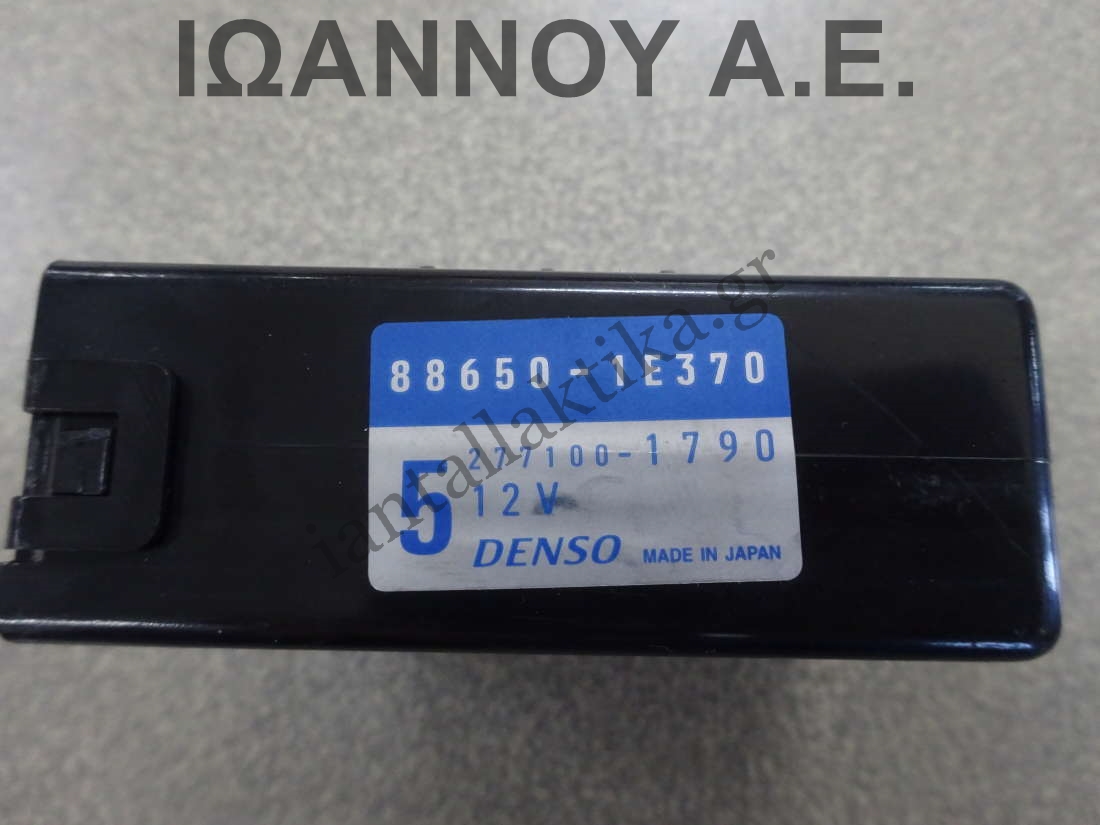 ΙΩΑΝΝΟΥ Α.Ε.
88650-1E370
277100-1790
5
12V
DENSO MADE IN JAPAN
iantallaktika.gr